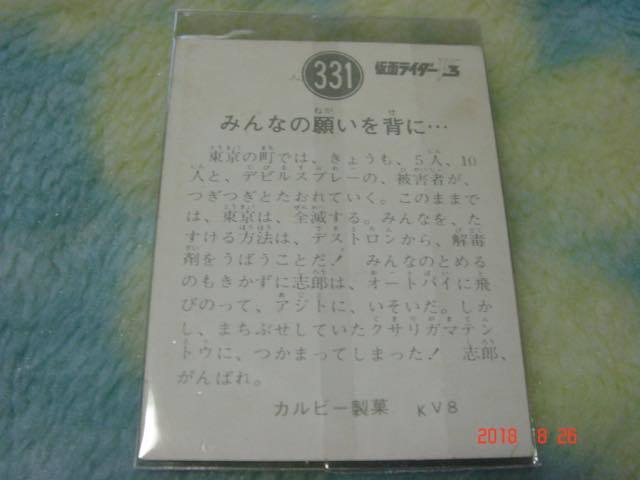 331 仮面ライダー V3
みんなの願いを背に…
東京の町では、きょうも、5人、10
人と、デビルスプレーの、被害者が、
つぎつぎとたおれていく。このままで
は、東京は、全滅する。みんなを、た
すける方法は、デストロンから、解毒
剤をうばうことだ！ みんなのとめる
のもきかずに志郎は、オートバイに飛
びのって、アジトに、いそいだ。しか
し、まちぶせしていたクサリガマテン
トウに、つかまってしまった！ 志郎、
がんばれ。
カルビー製菓 KV8
2018 8 26